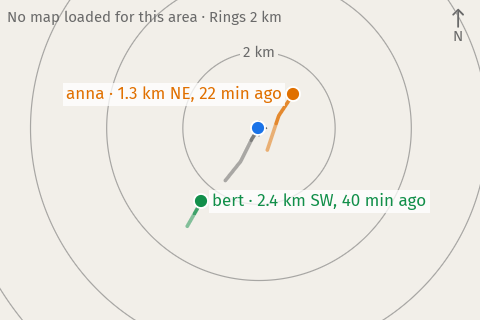 No map loaded for this area · Rings 2 km
N
2 km
anna · 1.3 km NE, 22 min ago
bert · 2.4 km SW, 40 min ago